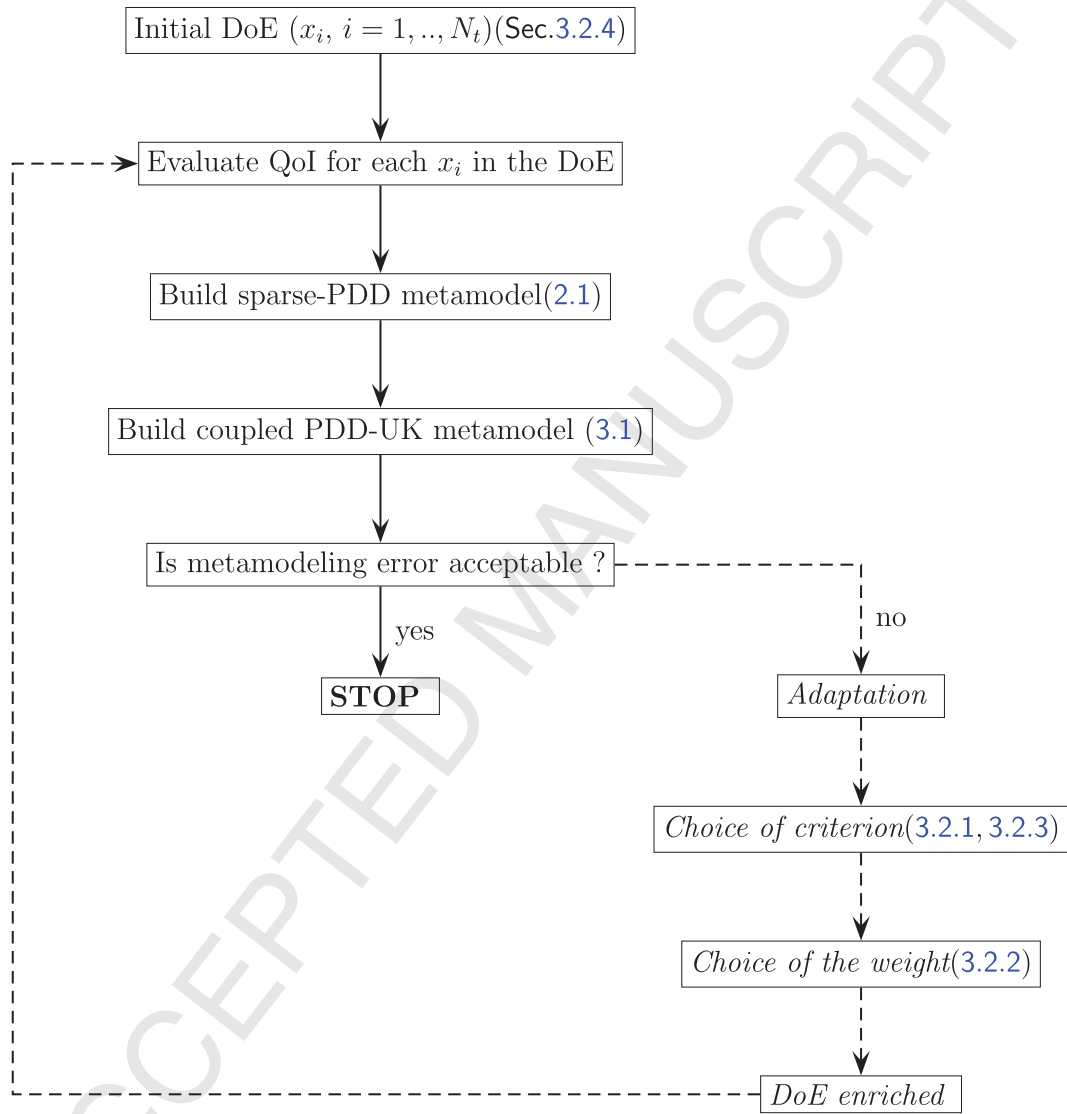 Initial DoE (x_i, i = 1, .., N_t)(Sec.3.2.4)
Evaluate QoI for each x_i in the DoE
Build sparse-PDD metamodel(2.1)
Build coupled PDD-UK metamodel (3.1)
Is metamodeling error acceptable ?
yes
no
STOP
Adaptation
Choice of criterion(3.2.1, 3.2.3)
Choice of the weight(3.2.2)
DoE enriched
CCEPTED MANUSCRIPT